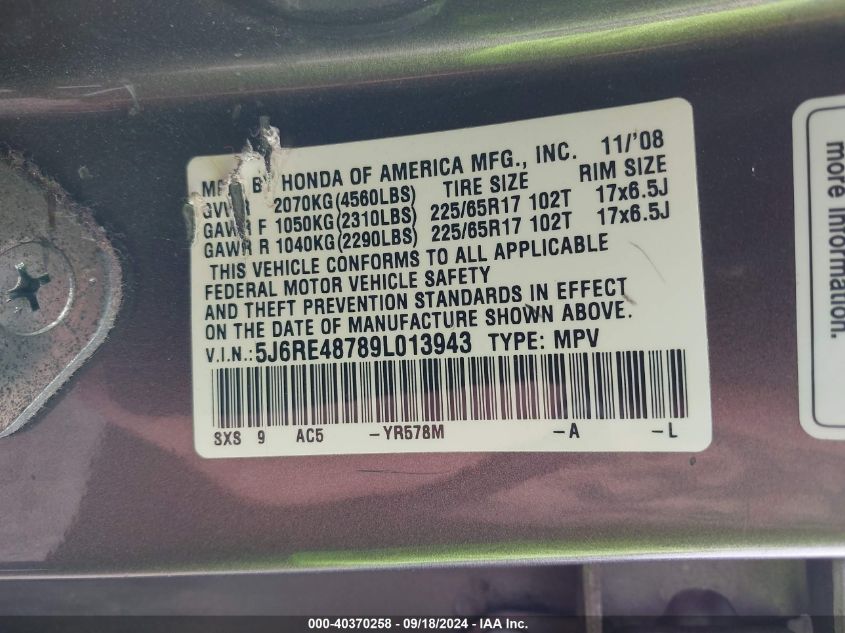 HONDA OF AMERICA MFG., INC. 11/'08
2070KG(4560LBS) TIRE SIZE RIM SIZE
GAWR F 1050KG(2310LBS) 225/65R17 102T 17x6.5J
GAWR R 1040KG(2290LBS) 225/65R17 102T 17x6.5J
THIS VEHICLE CONFORMS TO ALL APPLICABLE
FEDERAL MOTOR VEHICLE SAFETY
AND THEFT PREVENTION STANDARDS IN EFFECT
ON THE DATE OF MANUFACTURE SHOWN ABOVE.
V.I.N.: 5J6RE48789L013943 TYPE: MPV
SXS 9 AC5 -YR578M -A -L
more information.
000-40370258 - 09/18/2024 - IAA Inc.